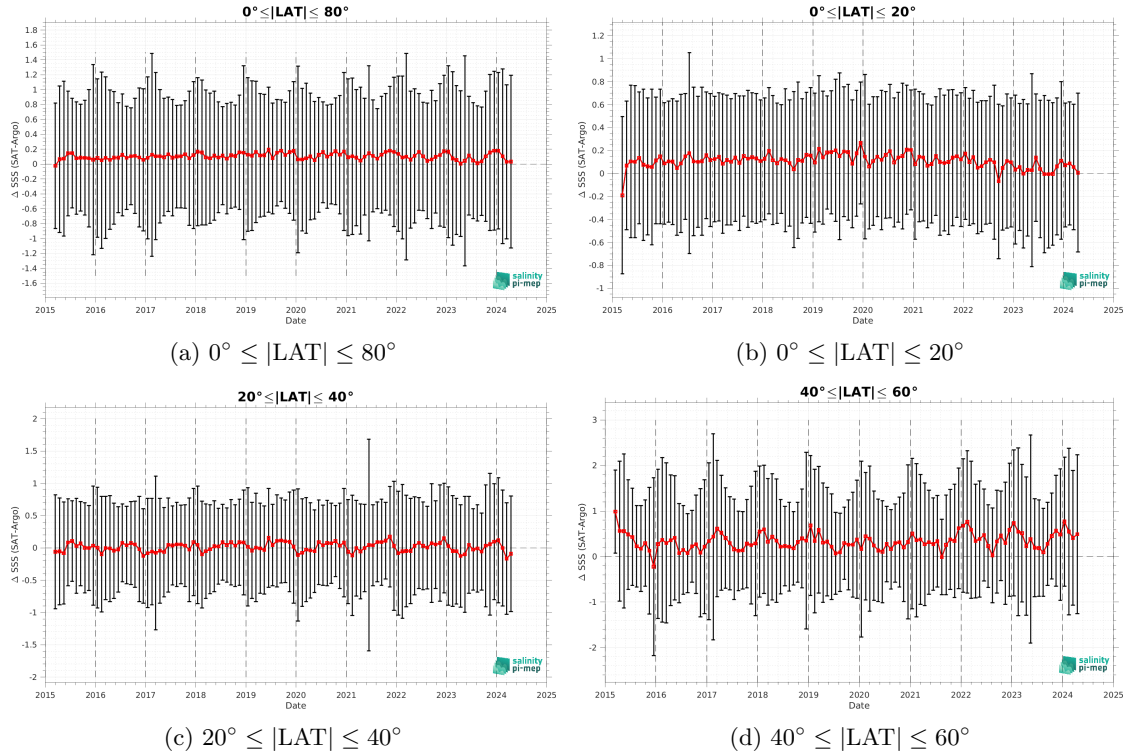 0°≤|LAT|≤ 80°
Δ SSS (SAT-Argo)
1.8
1.6
1.4
1.2
1
0.8
0.6
0.4
0.2
0
-0.2
-0.4
-0.6
-0.8
-1
-1.2
-1.4
-1.6
salinity
pi-mep
2015 2016 2017 2018 2019 2020 2021 2022 2023 2024 2025
Date
(a) 0° ≤ |LAT| ≤ 80°
0°≤|LAT|≤ 20°
Δ SSS (SAT-Argo)
1.2
1
0.8
0.6
0.4
0.2
0
-0.2
-0.4
-0.6
-0.8
-1
salinity
pi-mep
2015 2016 2017 2018 2019 2020 2021 2022 2023 2024 2025
Date
(b) 0° ≤ |LAT| ≤ 20°
20°≤|LAT|≤ 40°
Δ SSS (SAT-Argo)
2
1.5
1
0.5
0
-0.5
-1
-1.5
-2
salinity
pi-mep
2015 2016 2017 2018 2019 2020 2021 2022 2023 2024 2025
Date
(c) 20° ≤ |LAT| ≤ 40°
40°≤|LAT|≤ 60°
Δ SSS (SAT-Argo)
3
2
1
0
-1
-2
salinity
pi-mep
2015 2016 2017 2018 2019 2020 2021 2022 2023 2024 2025
Date
(d) 40° ≤ |LAT| ≤ 60°